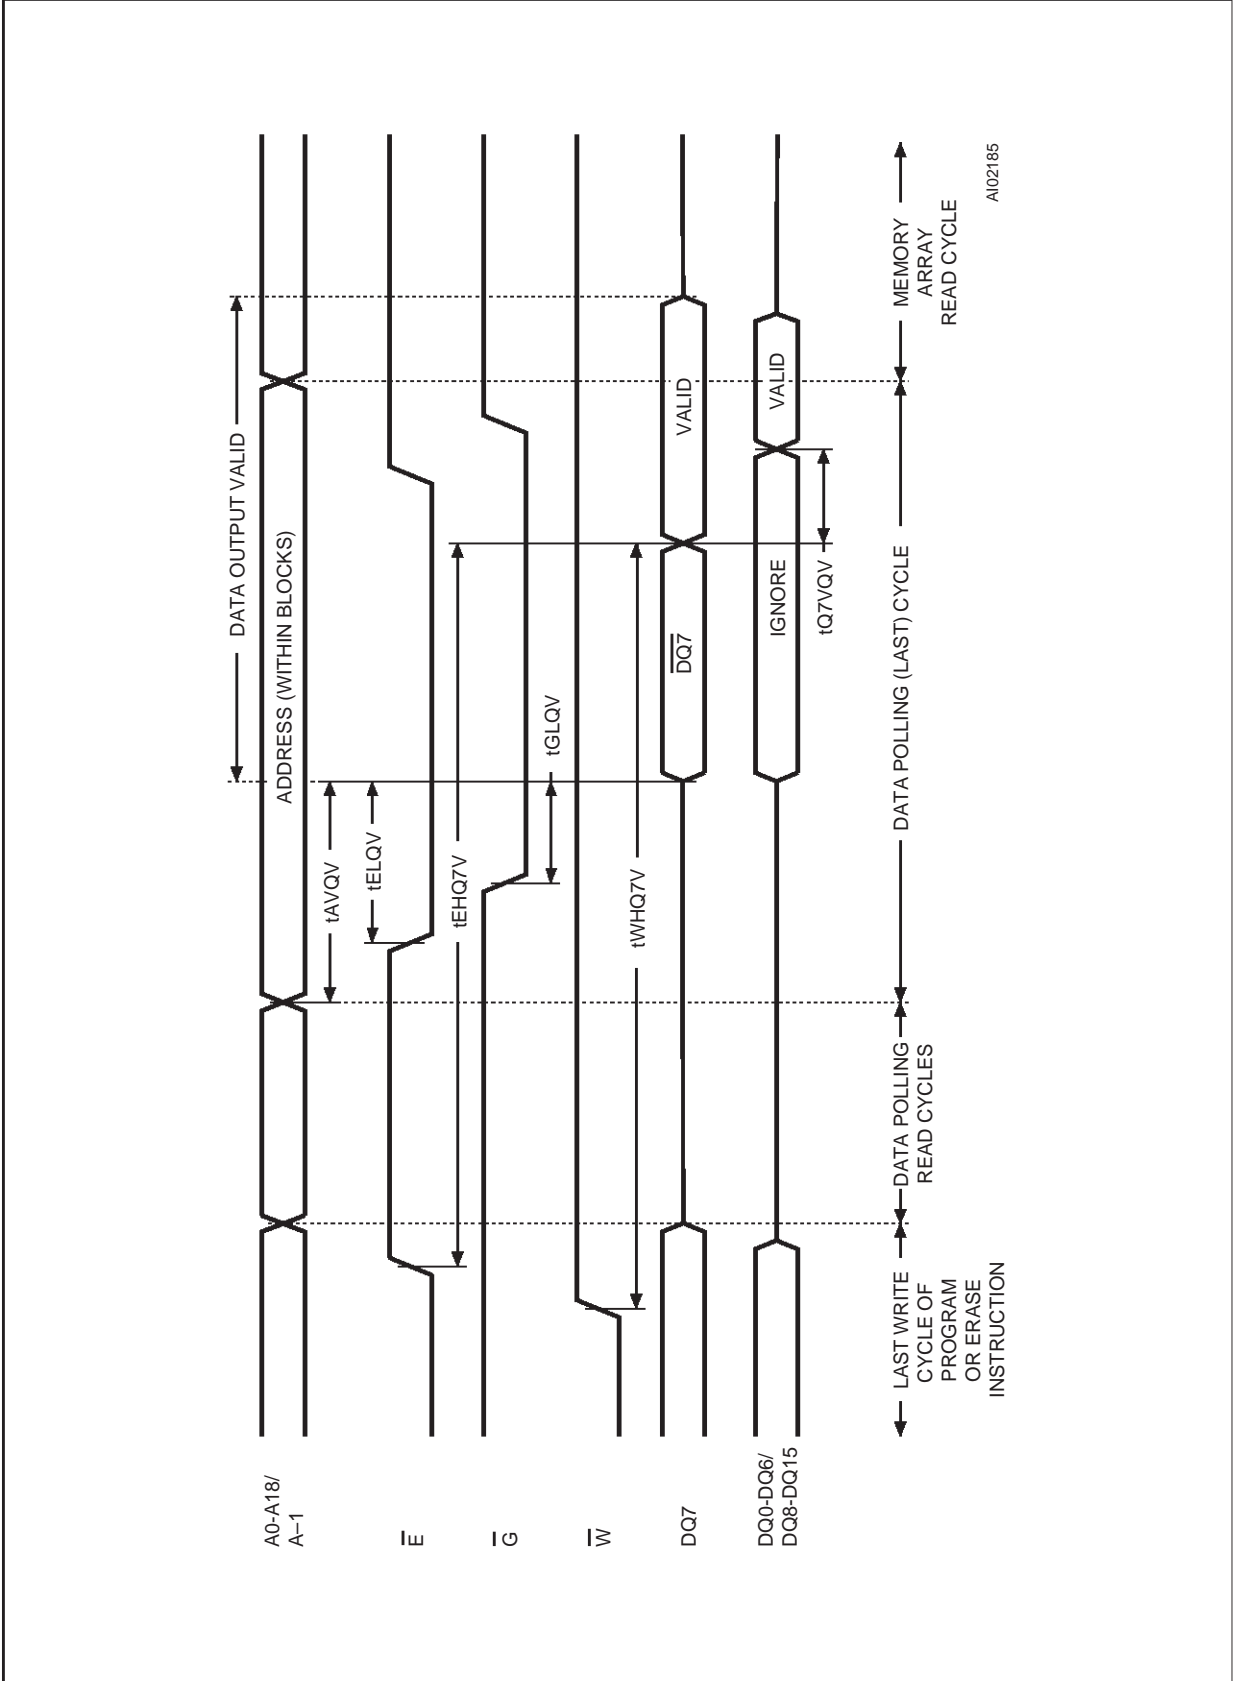 DATA OUTPUT VALID
A0-A18/
A–1
ADDRESS (WITHIN BLOCKS)
tAVQV
tELQV
E
tEHQ7V
G
tGLQV
W
tWHQ7V
DQ7
DQ7
VALID
DQ0-DQ6/
DQ8-DQ15
IGNORE
VALID
tQ7VQV
LAST WRITE
CYCLE OF
PROGRAM
OR ERASE
INSTRUCTION
DATA POLLING
READ CYCLES
DATA POLLING (LAST) CYCLE
MEMORY
ARRAY
READ CYCLE
AI02185